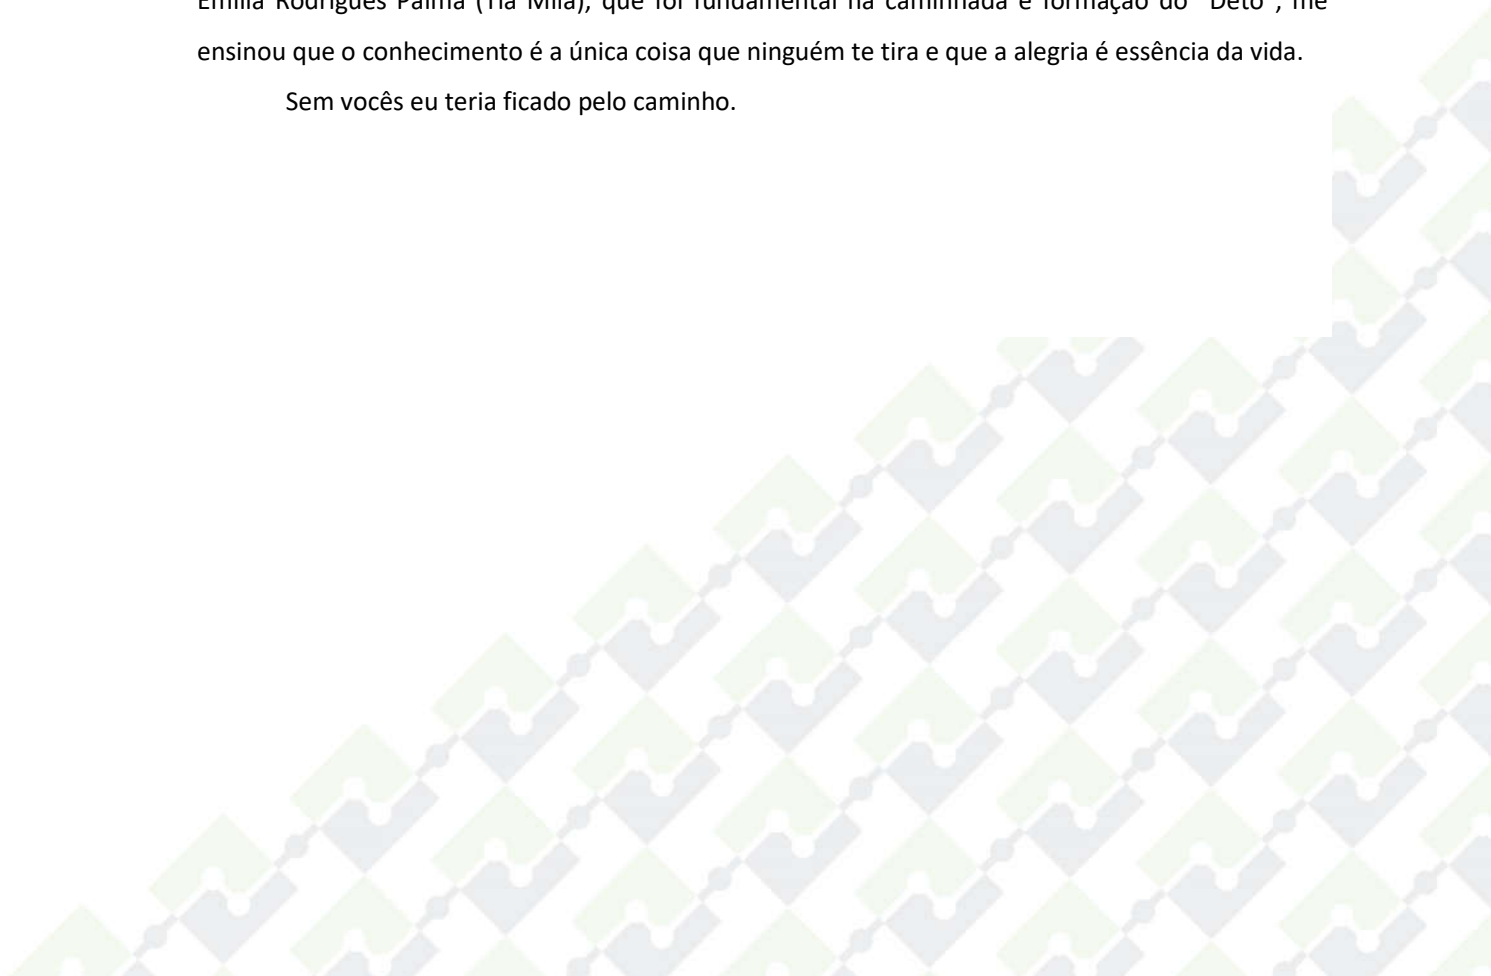 Emília Rodrigues Palma (Tia Mila), que foi fundamental na caminhada e formação do "Deto", me
ensinou que o conhecimento é a única coisa que ninguém te tira e que a alegria é essência da vida.
Sem vocês eu teria ficado pelo caminho.